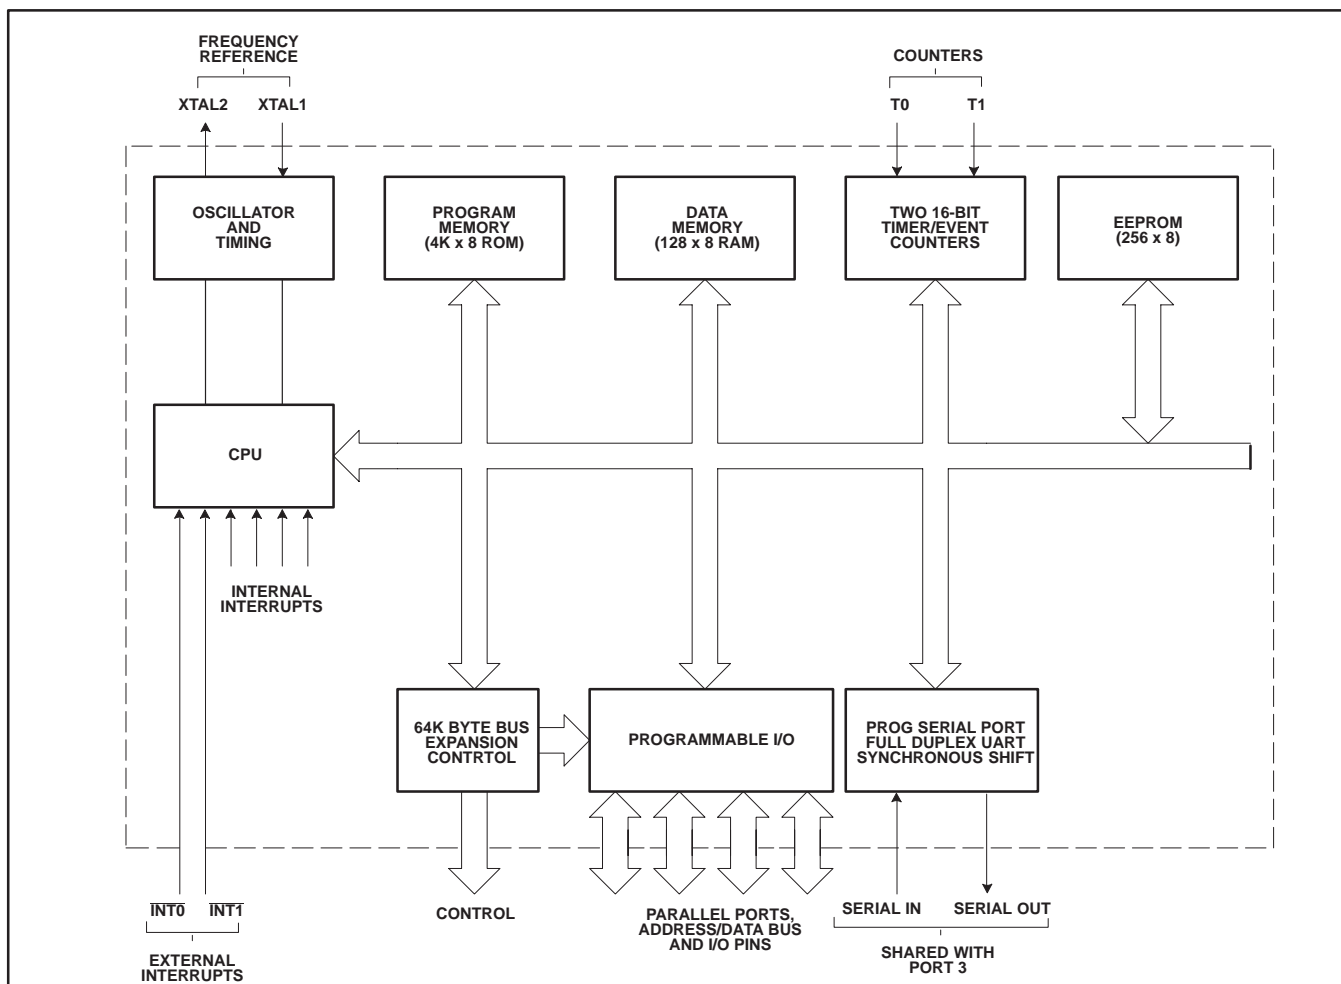 FREQUENCY
REFERENCE
COUNTERS
XTAL2 XTAL1
T0 T1
OSCILLATOR
AND
TIMING
PROGRAM
MEMORY
(4K x 8 ROM)
DATA
MEMORY
(128 x 8 RAM)
TWO 16-BIT
TIMER/EVENT
COUNTERS
EEPROM
(256 x 8)
CPU
INTERNAL
INTERRUPTS
64K BYTE BUS
EXPANSION
CONTRTOL
PROGRAMMABLE I/O
PROG SERIAL PORT
FULL DUPLEX UART
SYNCHRONOUS SHIFT
INT0 INT1
EXTERNAL
INTERRUPTS
CONTROL
PARALLEL PORTS,
ADDRESS/DATA BUS
AND I/O PINS
SERIAL IN SERIAL OUT
SHARED WITH
PORT 3